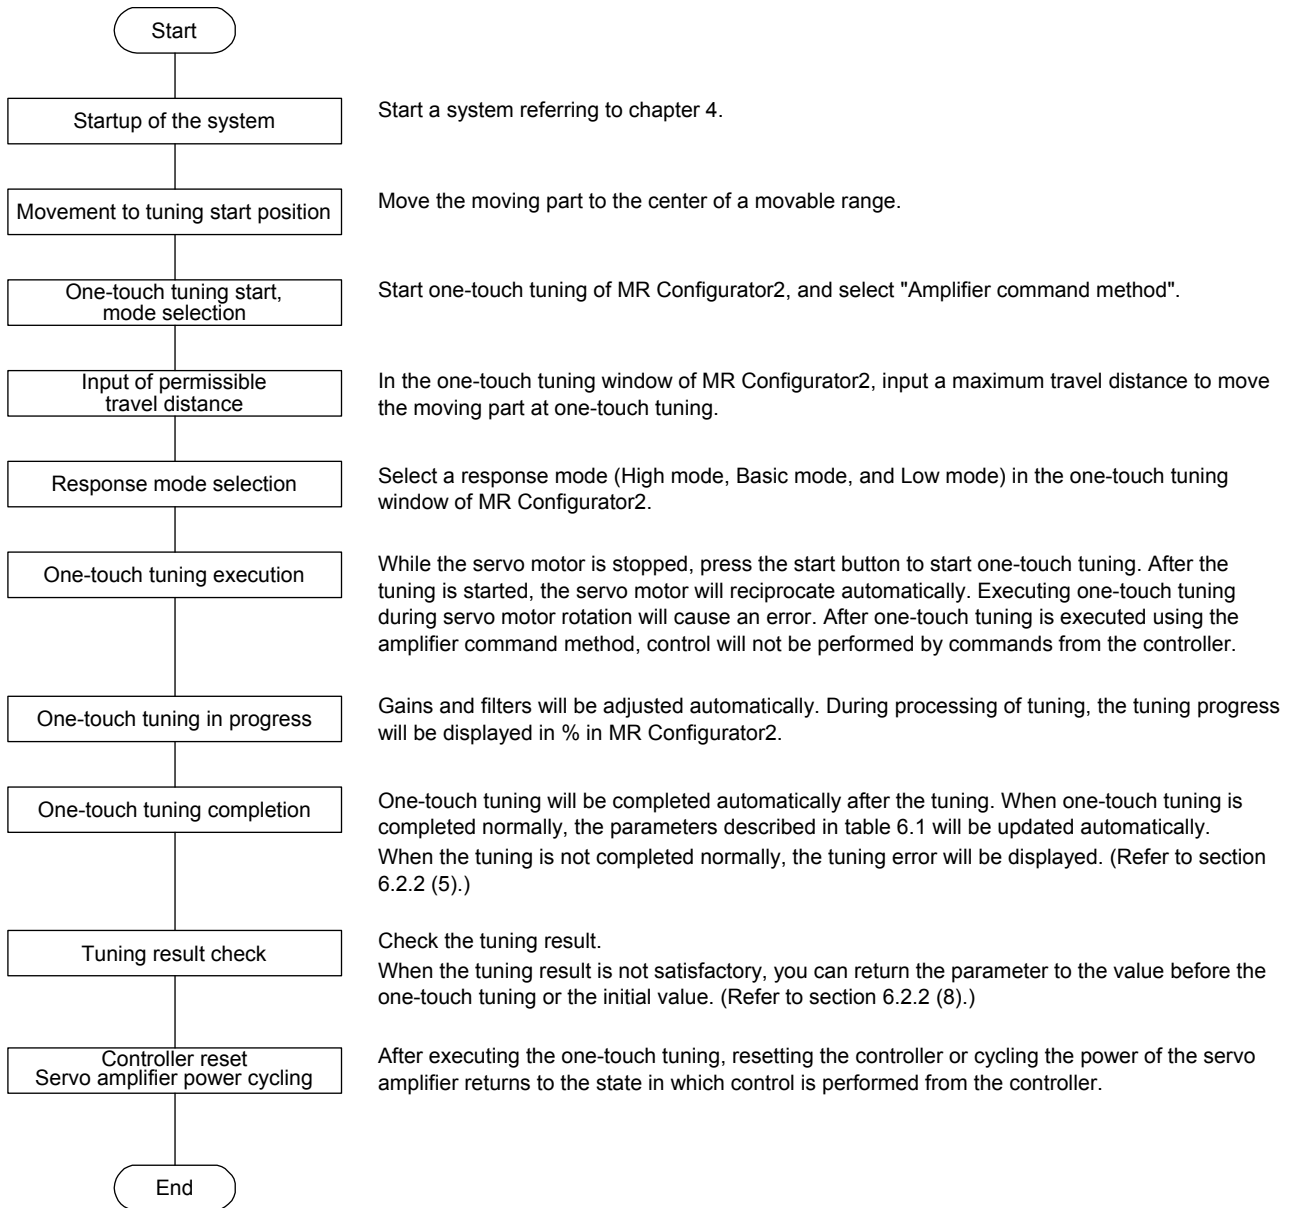 Start
Startup of the system
Start a system referring to chapter 4.
Movement to tuning start position
Move the moving part to the center of a movable range.
One-touch tuning start,
mode selection
Start one-touch tuning of MR Configurator2, and select "Amplifier command method".
Input of permissible
travel distance
In the one-touch tuning window of MR Configurator2, input a maximum travel distance to move
the moving part at one-touch tuning.
Response mode selection
Select a response mode (High mode, Basic mode, and Low mode) in the one-touch tuning
window of MR Configurator2.
One-touch tuning execution
While the servo motor is stopped, press the start button to start one-touch tuning. After the
tuning is started, the servo motor will reciprocate automatically. Executing one-touch tuning
during servo motor rotation will cause an error. After one-touch tuning is executed using the
amplifier command method, control will not be performed by commands from the controller.
One-touch tuning in progress
Gains and filters will be adjusted automatically. During processing of tuning, the tuning progress
will be displayed in % in MR Configurator2.
One-touch tuning completion
One-touch tuning will be completed automatically after the tuning. When one-touch tuning is
completed normally, the parameters described in table 6.1 will be updated automatically.
When the tuning is not completed normally, the tuning error will be displayed. (Refer to section
6.2.2 (5).)
Tuning result check
Check the tuning result.
When the tuning result is not satisfactory, you can return the parameter to the value before the
one-touch tuning or the initial value. (Refer to section 6.2.2 (8).)
Controller reset
Servo amplifier power cycling
After executing the one-touch tuning, resetting the controller or cycling the power of the servo
amplifier returns to the state in which control is performed from the controller.
End